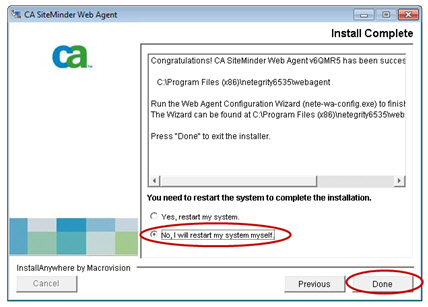 CA SiteMinder Web Agent
Install Complete
ca
Congratulations! CA SiteMinder Web Agent v6QMR5 has been succes
C:\Program Files (x86)\netegrity6535\webagent
Run the Web Agent Configuration Wizard (nete-wa-config.exe) to finish
The Wizard can be found at C:\Program Files (x86)\netegrity6535\web
Press "Done" to exit the installer.
You need to restart the system to complete the installation.
Yes, restart my system.
No, I will restart my system myself.
InstallAnywhere by Macrovision
Cancel
Previous
Done